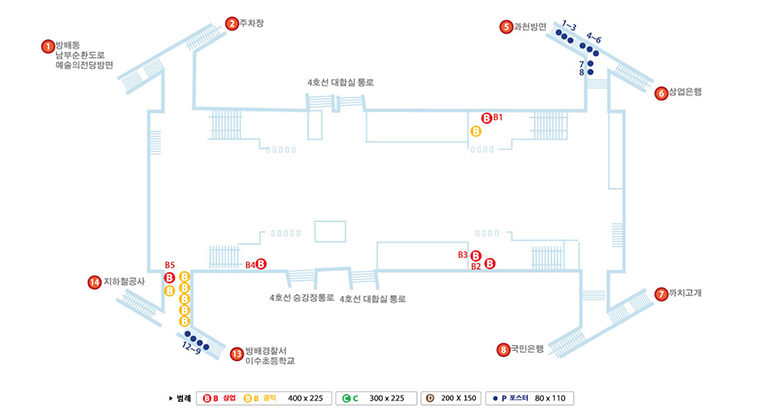 1 방배동
남부순환도로
예술의전당방면
2 주차장
5 과천방면
1~3
4~6
7
8
6 상업은행
4호선 대합실 통로
B B1
B
B5
B
B
B
B
B
B
B
B4 B
B3 B
B2 B
14 지하철공사
4호선 승강장통로
4호선 대합실 통로
7 까치고개
12~9
13 방배경찰서
이수초등학교
8 국민은행
▸ 범례
B B 상업 B B 공익 400 x 225
C C 300 x 225
D 200 X 150
P 포스터 80 x 110